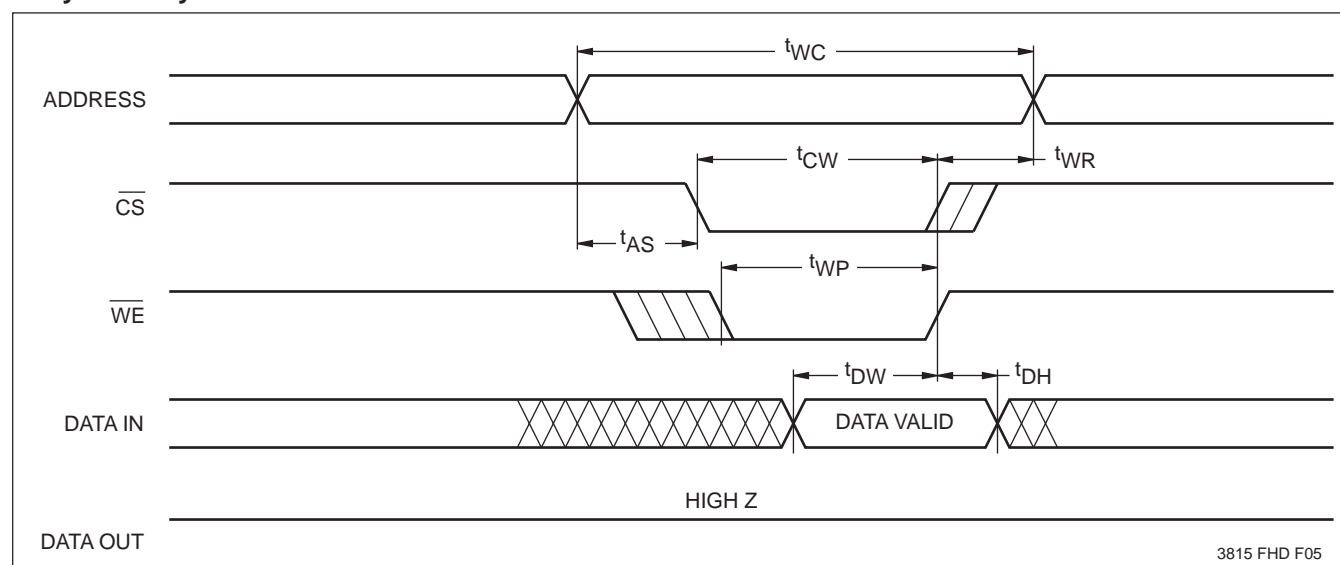 tWC
ADDRESS
tCW
tWR
CS
tAS
tWP
WE
tDW
tDH
DATA IN
DATA VALID
HIGH Z
DATA OUT
3815 FHD F05